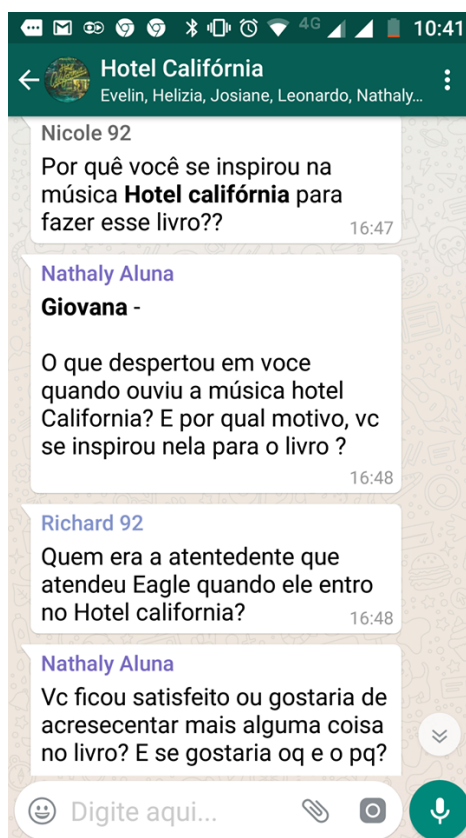 4G 10:41
Hotel Califórnia
Evelin, Helizia, Josiane, Leonardo, Nathaly...
Nicole 92
Por quê você se inspirou na
música Hotel califórnia para
fazer esse livro??
16:47
Nathaly Aluna
Giovana -
O que despertou em voce
quando ouviu a música hotel
California? E por qual motivo, vc
se inspirou nela para o livro ?
16:48
Richard 92
Quem era a atentedente que
atendeu Eagle quando ele entro
no Hotel california?
16:48
Nathaly Aluna
Vc ficou satisfeito ou gostaria de
acresecentar mais alguma coisa
no livro? E se gostaria oq e o pq?
Digite aqui...